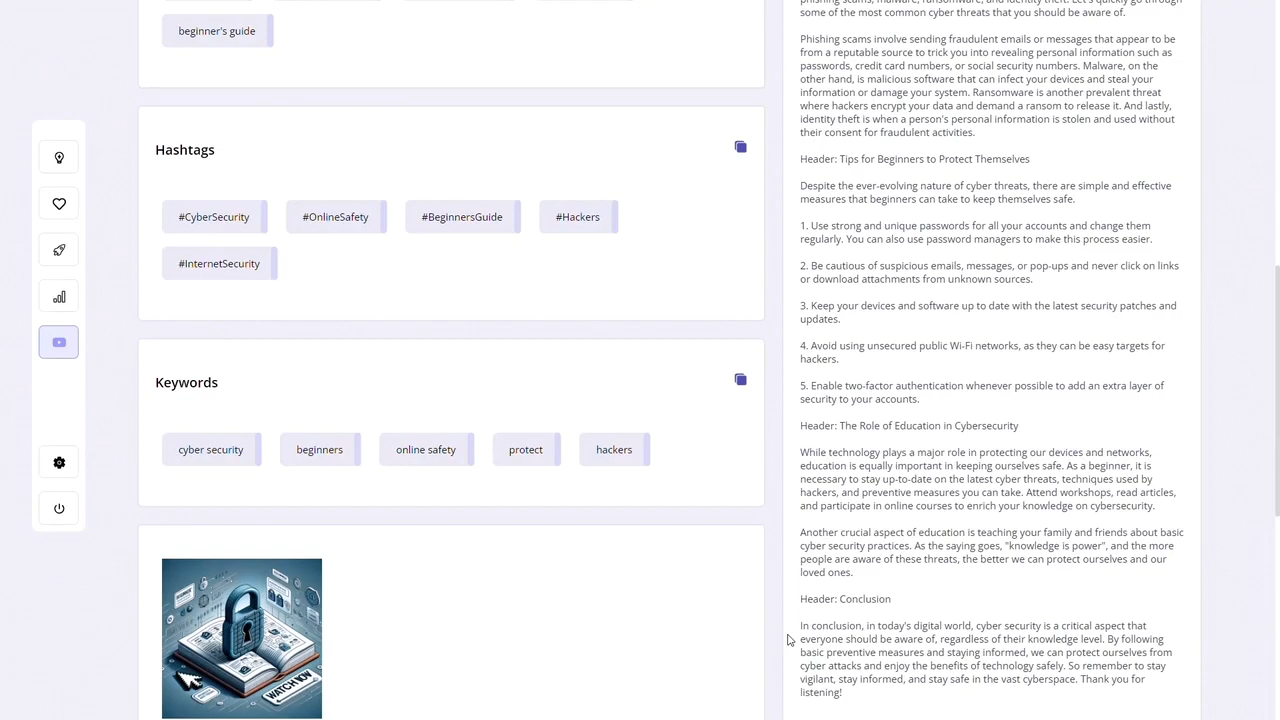 beginner's guide
Hashtags
#CyberSecurity
#OnlineSafety
#BeginnersGuide
#Hackers
#InternetSecurity
Keywords
cyber security
beginners
online safety
protect
hackers
WATCH NOW
some of the most common cyber threats that you should be aware of.
Phishing scams involve sending fraudulent emails or messages that appear to be
from a reputable source to trick you into revealing personal information such as
passwords, credit card numbers, or social security numbers. Malware, on the
other hand, is malicious software that can infect your devices and steal your
information or damage your system. Ransomware is another prevalent threat
where hackers encrypt your data and demand a ransom to release it. And lastly,
identity theft is when a person's personal information is stolen and used without
their consent for fraudulent activities.
Header: Tips for Beginners to Protect Themselves
Despite the ever-evolving nature of cyber threats, there are simple and effective
measures that beginners can take to keep themselves safe.
1. Use strong and unique passwords for all your accounts and change them
regularly. You can also use password managers to make this process easier.
2. Be cautious of suspicious emails, messages, or pop-ups and never click on links
or download attachments from unknown sources.
3. Keep your devices and software up to date with the latest security patches and
updates.
4. Avoid using unsecured public Wi-Fi networks, as they can be easy targets for
hackers.
5. Enable two-factor authentication whenever possible to add an extra layer of
security to your accounts.
Header: The Role of Education in Cybersecurity
While technology plays a major role in protecting our devices and networks,
education is equally important in keeping ourselves safe. As a beginner, it is
necessary to stay up-to-date on the latest cyber threats, techniques used by
hackers, and preventive measures you can take. Attend workshops, read articles,
and participate in online courses to enrich your knowledge on cybersecurity.
Another crucial aspect of education is teaching your family and friends about basic
cyber security practices. As the saying goes, "knowledge is power", and the more
people are aware of these threats, the better we can protect ourselves and our
loved ones.
Header: Conclusion
In conclusion, in today's digital world, cyber security is a critical aspect that
everyone should be aware of, regardless of their knowledge level. By following
basic preventive measures and staying informed, we can protect ourselves from
cyber attacks and enjoy the benefits of technology safely. So remember to stay
vigilant, stay informed, and stay safe in the vast cyberspace. Thank you for
listening!